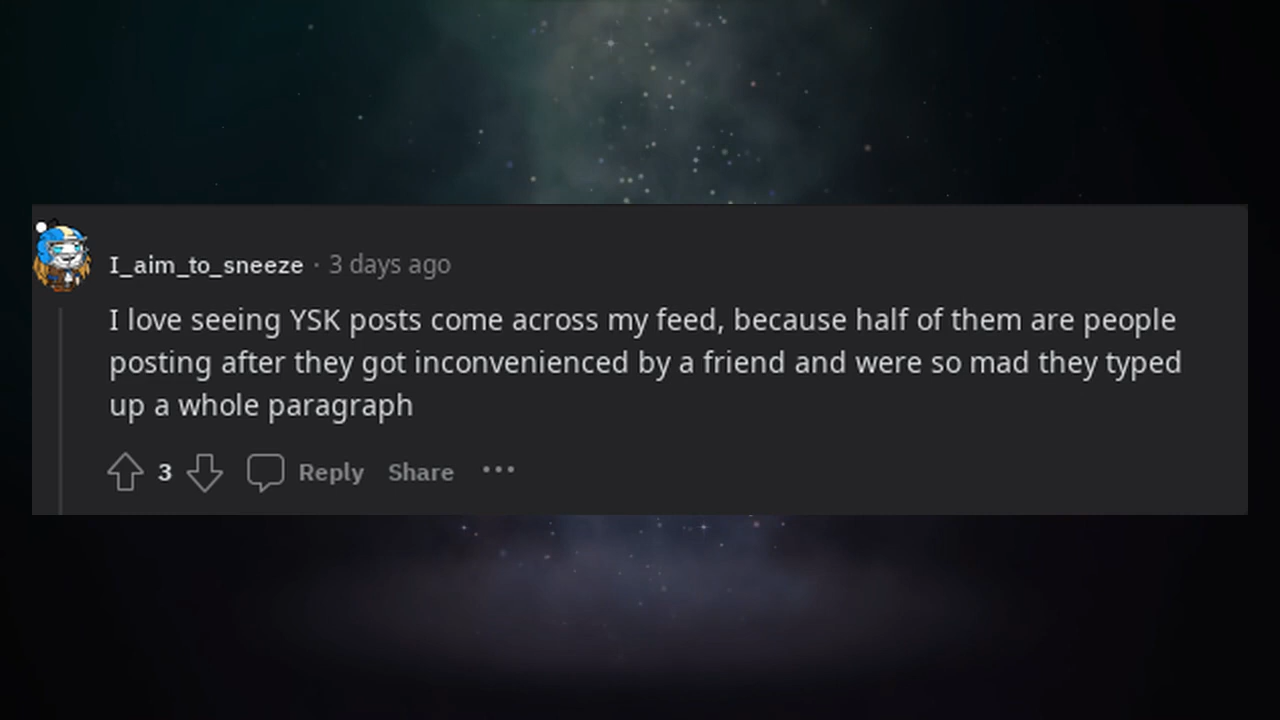 I_aim_to_sneeze · 3 days ago
I love seeing YSK posts come across my feed, because half of them are people
posting after they got inconvenienced by a friend and were so mad they typed
up a whole paragraph
3 Reply Share ...